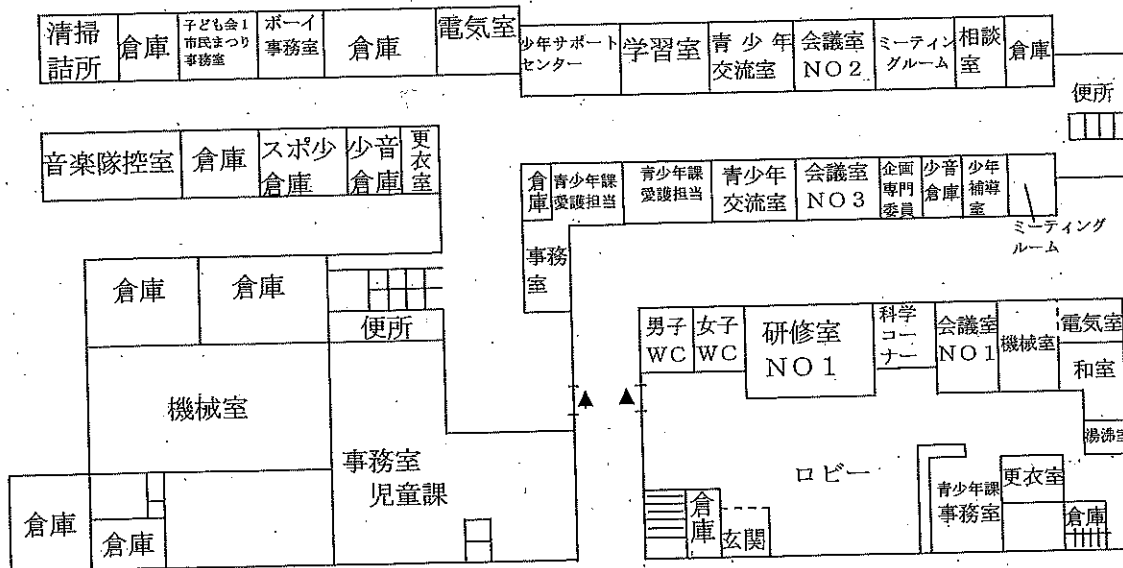 清掃
詰所
倉庫
子ども会1
市民まつり
事務室
ボーイ
事務室
倉庫
電気室
少年サポート
センター
学習室
青少年
交流室
会議室
NO2
ミーティン
グルーム
相談
室
倉庫
便所
音楽隊控室
倉庫
スポ少
倉庫
少音
倉庫
更
衣
室
倉
庫
青少年課
愛護担当
青少年課
愛護担当
青少年
交流室
会議室
NO3
企画
専門
委員
少音
倉庫
少年
補導
室
ミーティング
ルーム
事務
室
倉庫
倉庫
便所
男子
WC
女子
WC
研修室
NO1
科学
コー
ナー
会議室
NO1
機械室
電気室
和室
湯沸室
機械室
事務室
児童課
ロビー
青少年課
事務室
更衣室
倉庫
倉庫
倉庫
倉
庫
玄関